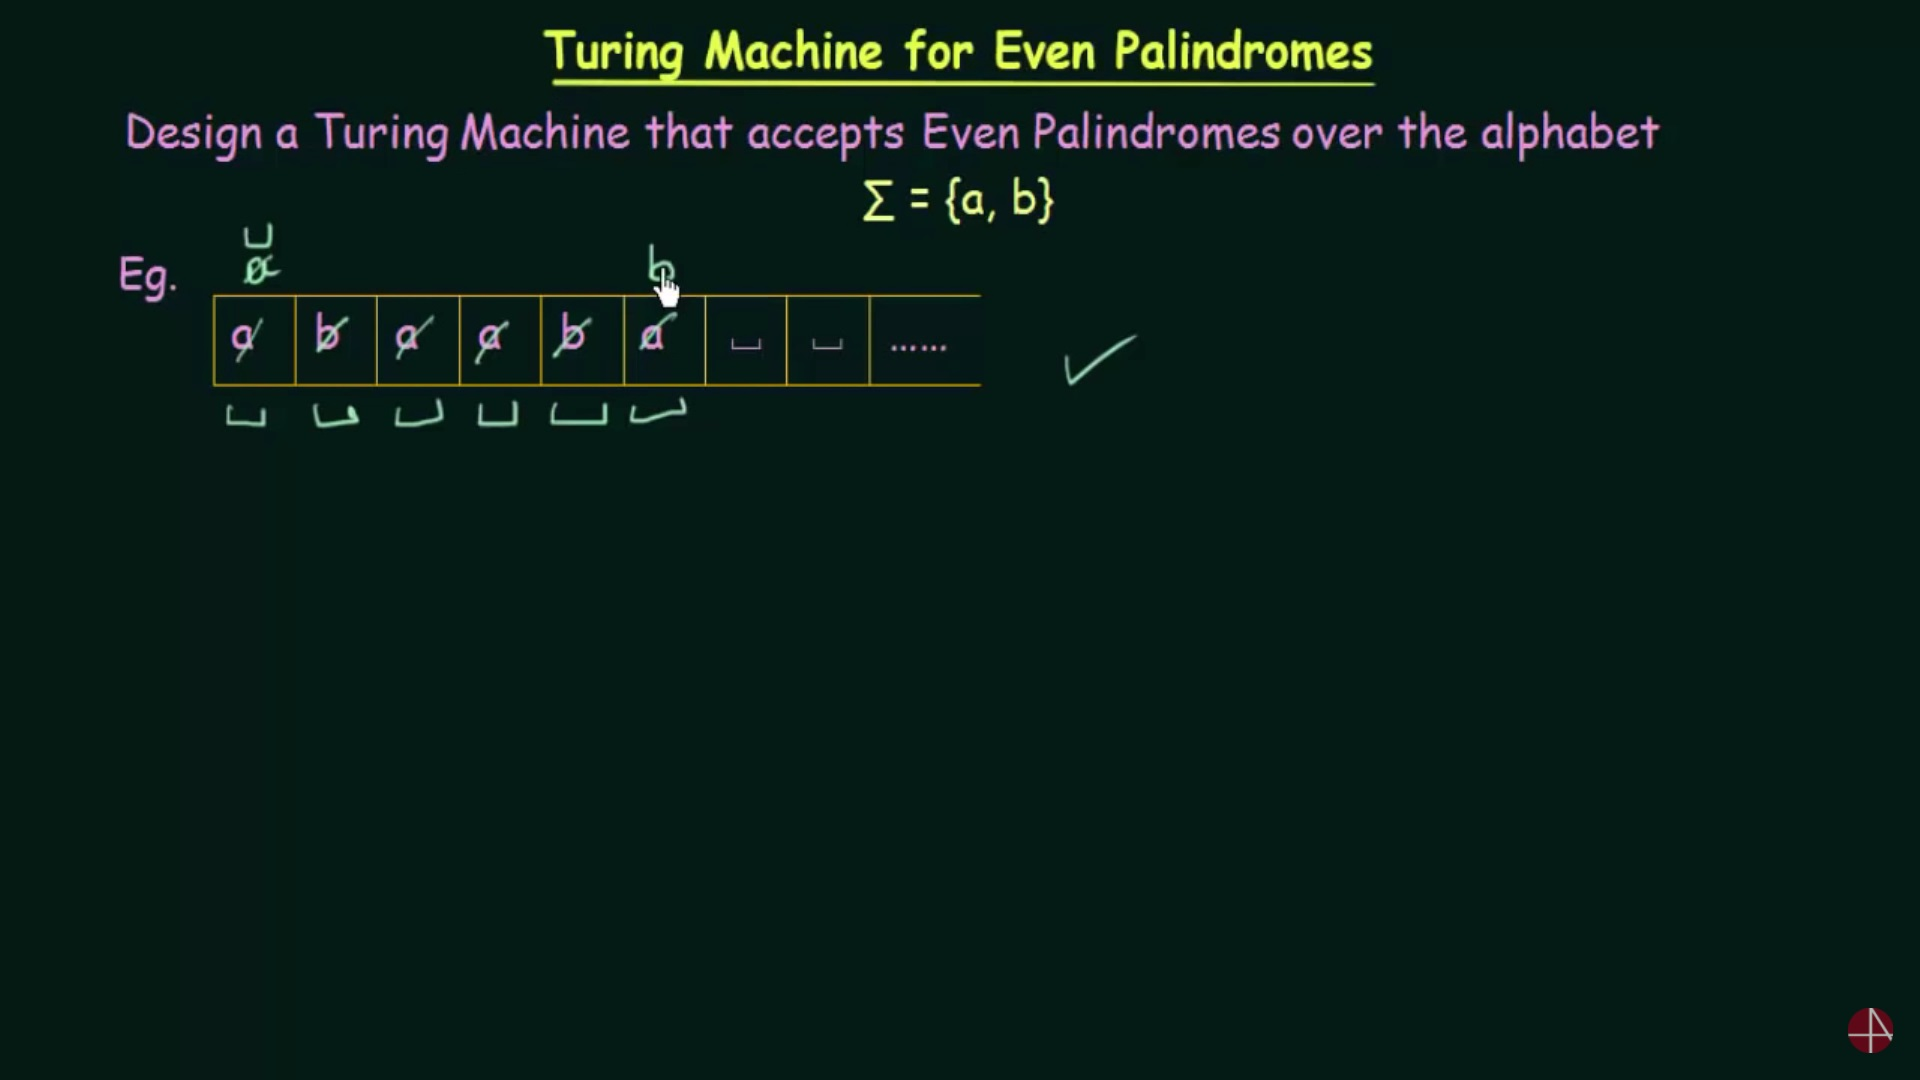 Turing Machine for Even Palindromes
Design a Turing Machine that accepts Even Palindromes over the alphabet
Σ = {a, b}
␣
Eg. a b
a b a a b a ␣ ␣ ......
␣ ␣ ␣ ␣ ␣ ␣